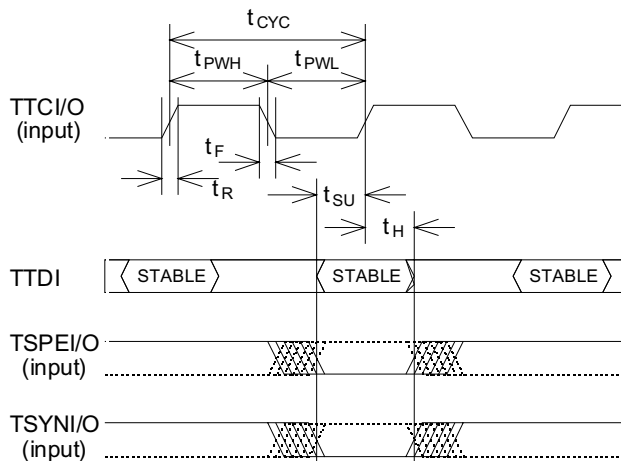 tCYC
tPWH
tPWL
TTCI/O
(input)
tF
tR
tSU
tH
TTDI
STABLE
STABLE
STABLE
TSPEI/O
(input)
TSYNI/O
(input)